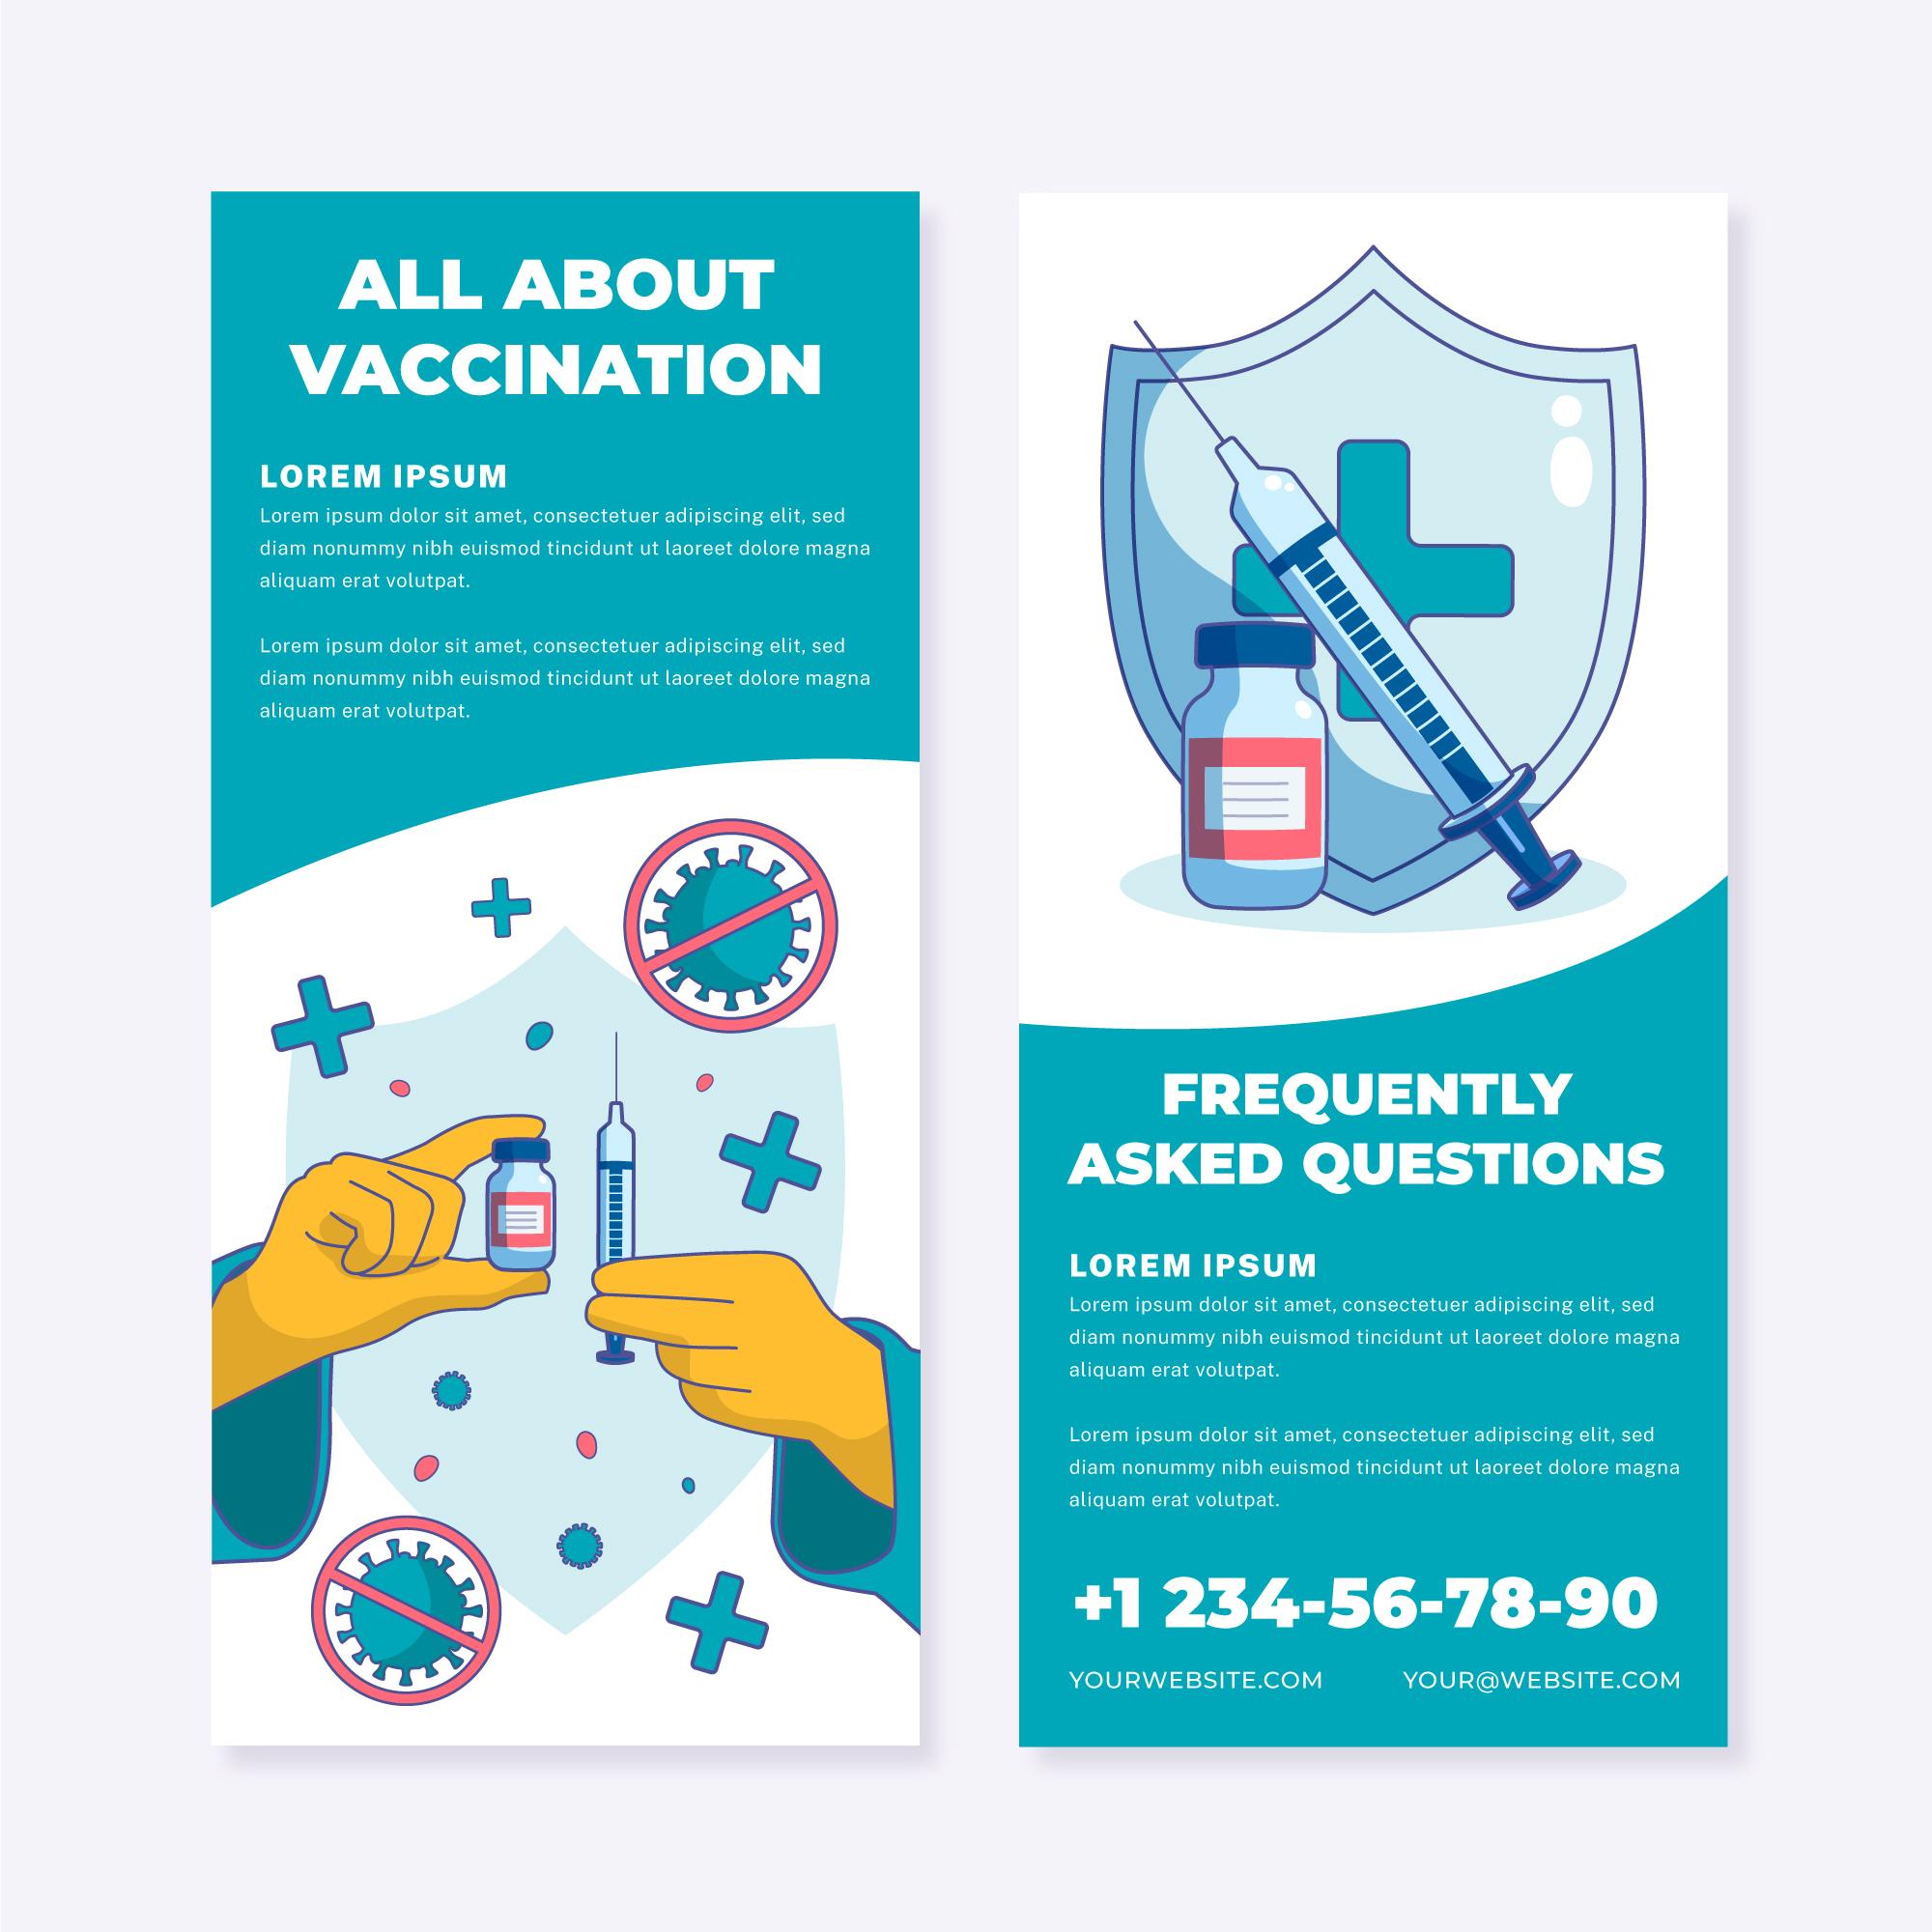 ALL ABOUT
VACCINATION
LOREM IPSUM
Lorem ipsum dolor sit amet, consectetuer adipiscing elit, sed
diam nonummy nibh euismod tincidunt ut laoreet dolore magna
aliquam erat volutpat.
Lorem ipsum dolor sit amet, consectetuer adipiscing elit, sed
diam nonummy nibh euismod tincidunt ut laoreet dolore magna
aliquam erat volutpat.
FREQUENTLY
ASKED QUESTIONS
LOREM IPSUM
Lorem ipsum dolor sit amet, consectetuer adipiscing elit, sed
diam nonummy nibh euismod tincidunt ut laoreet dolore magna
aliquam erat volutpat.
Lorem ipsum dolor sit amet, consectetuer adipiscing elit, sed
diam nonummy nibh euismod tincidunt ut laoreet dolore magna
aliquam erat volutpat.
+1 234-56-78-90
YOURWEBSITE.COM YOUR@WEBSITE.COM